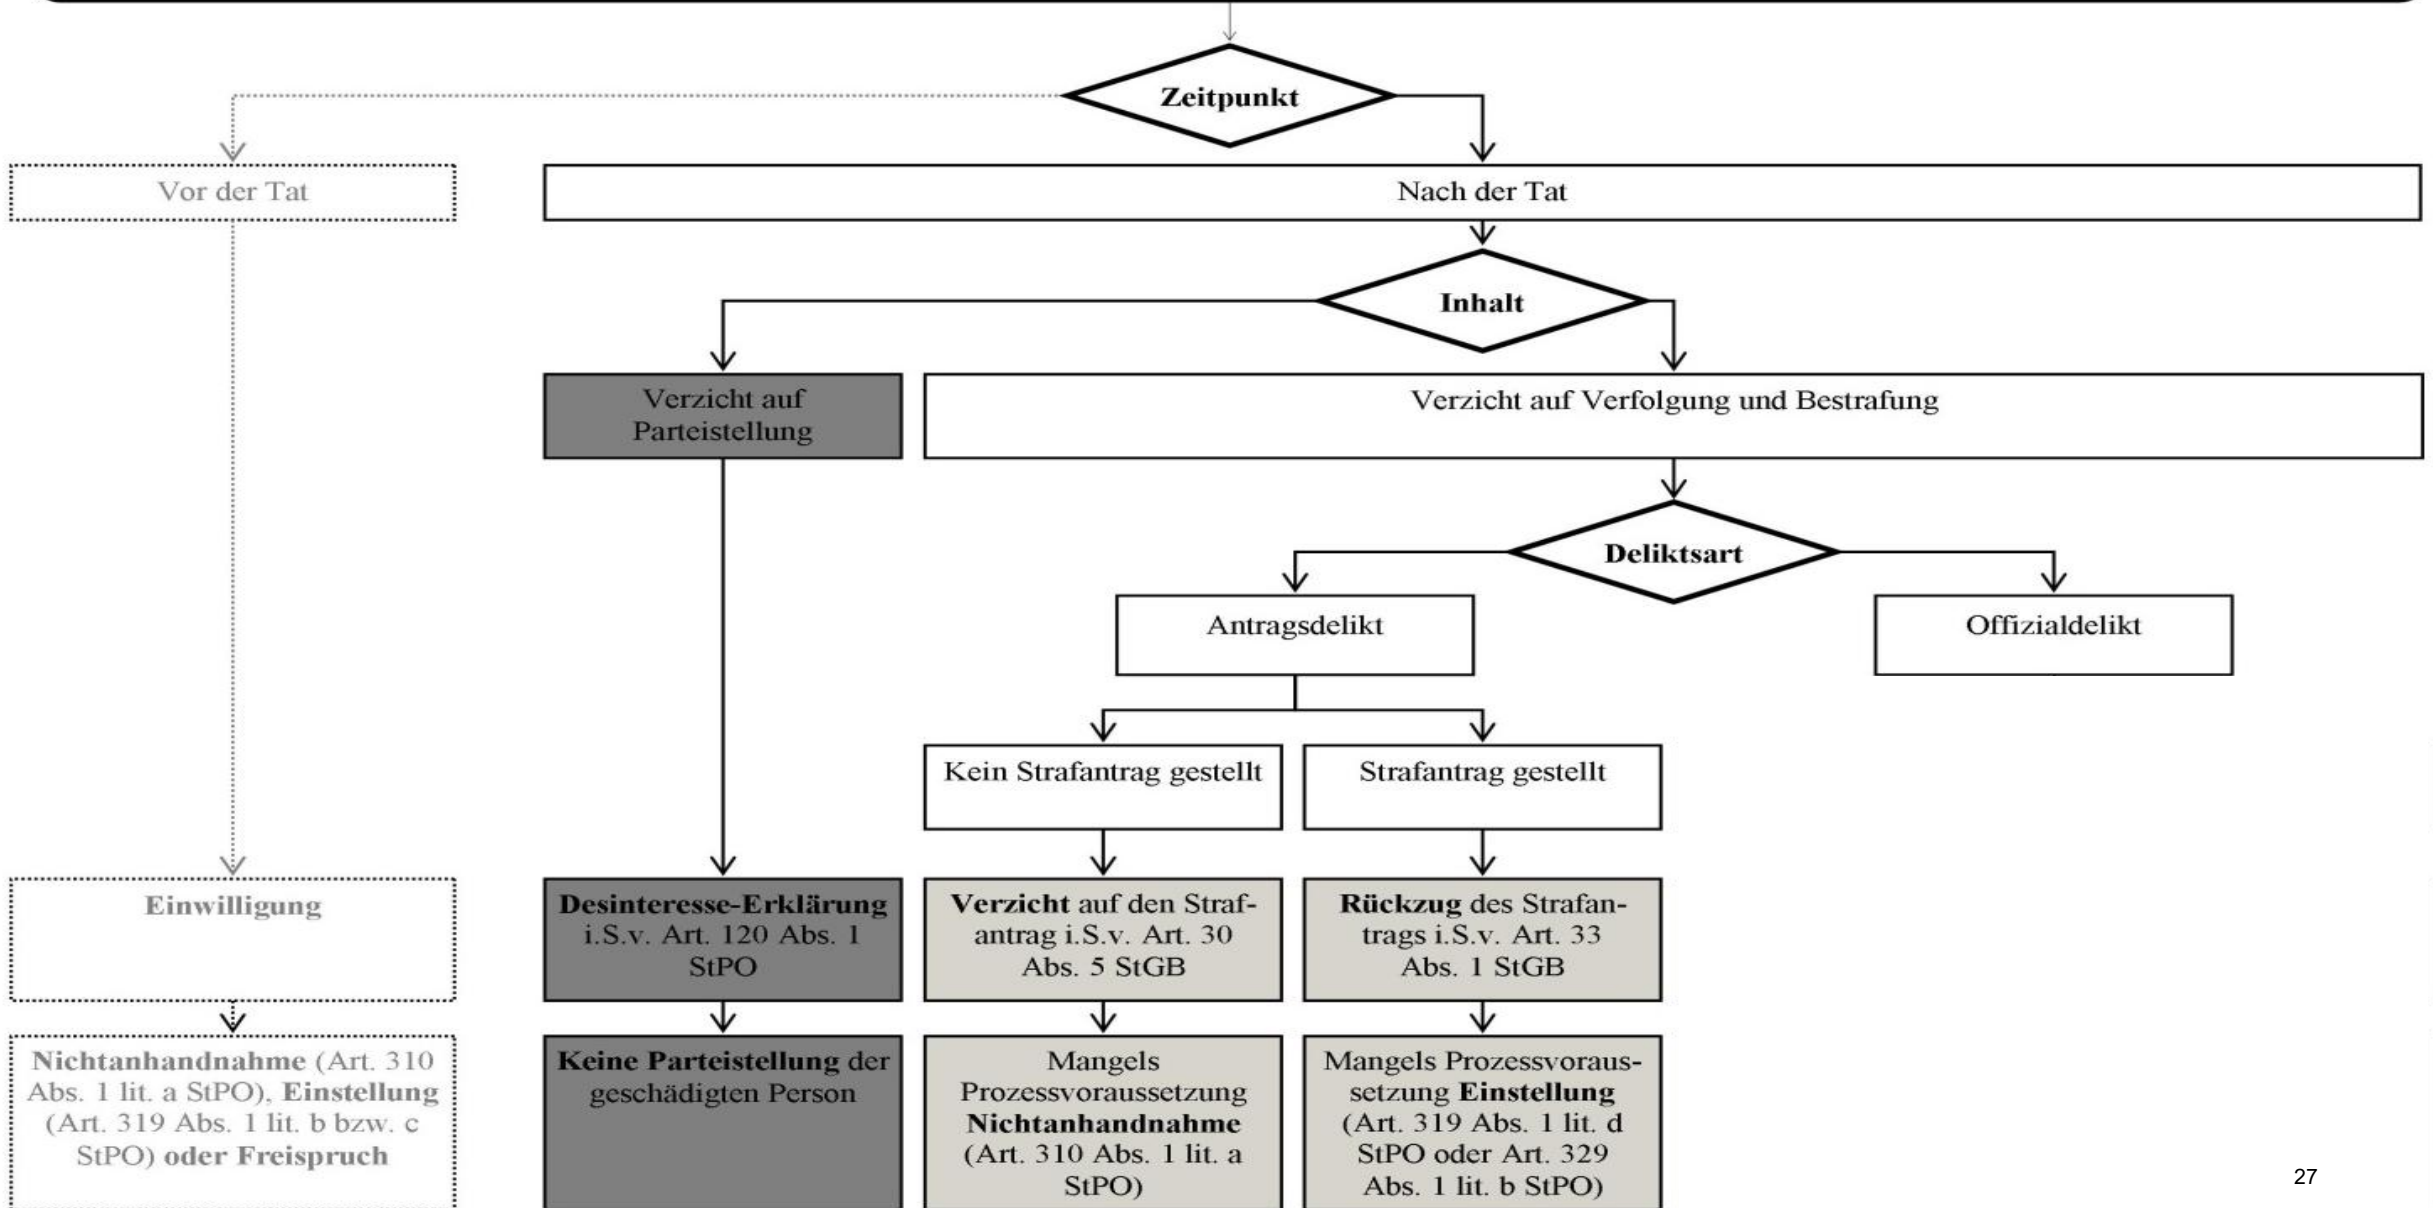 Zeitpunkt
Vor der Tat
Nach der Tat
Inhalt
Verzicht auf
Parteistellung
Verzicht auf Verfolgung und Bestrafung
Deliktsart
Antragsdelikt
Offizialdelikt
Kein Strafantrag gestellt
Strafantrag gestellt
Einwilligung
Desinteresse-Erklärung
i.S.v. Art. 120 Abs. 1
StPO
Verzicht auf den Straf-
antrag i.S.v. Art. 30
Abs. 5 StGB
Rückzug des Strafan-
trags i.S.v. Art. 33
Abs. 1 StGB
Nichtanhandnahme (Art. 310
Abs. 1 lit. a StPO), Einstellung
(Art. 319 Abs. 1 lit. b bzw. c
StPO) oder Freispruch
Keine Parteistellung der
geschädigten Person
Mangels
Prozessvoraussetzung
Nichtanhandnahme
(Art. 310 Abs. 1 lit. a
StPO)
Mangels Prozessvoraus-
setzung Einstellung
(Art. 319 Abs. 1 lit. d
StPO oder Art. 329
Abs. 1 lit. b StPO)
27